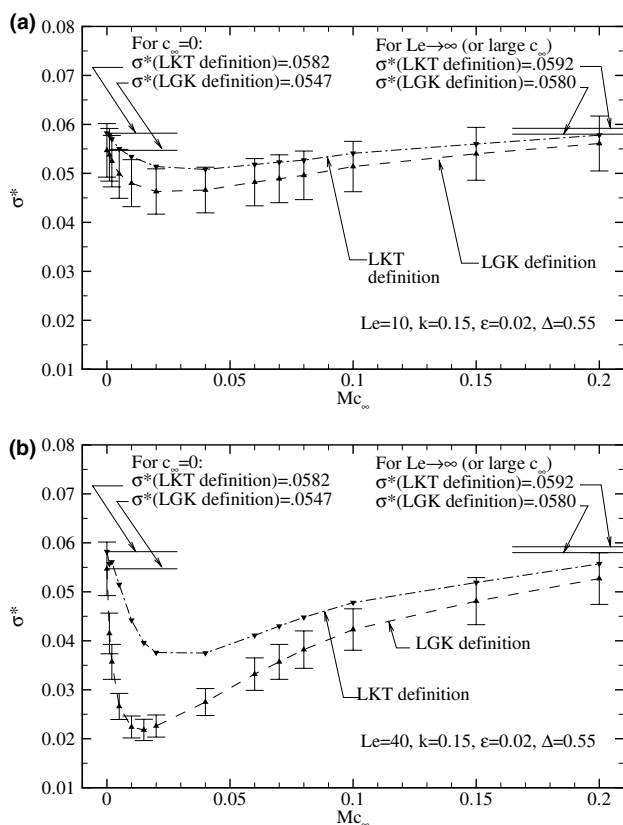 (a)
For c∞=0:
σ*(LKT definition)=.0582
σ*(LGK definition)=.0547
For Le→∞ (or large c∞)
σ*(LKT definition)=.0592
σ*(LGK definition)=.0580
0.08
0.07
0.06
0.05
0.04
0.03
0.02
0.01
σ*
LKT
definition
LGK definition
Le=10, k=0.15, ε=0.02, Δ=0.55
0 0.05 0.1 0.15 0.2
Mc∞
(b)
For c∞=0:
σ*(LKT definition)=.0582
σ*(LGK definition)=.0547
For Le→∞ (or large c∞)
σ*(LKT definition)=.0592
σ*(LGK definition)=.0580
0.08
0.07
0.06
0.05
0.04
0.03
0.02
0.01
σ*
LGK definition
LKT definition
Le=40, k=0.15, ε=0.02, Δ=0.55
0 0.05 0.1 0.15 0.2
Mc∞